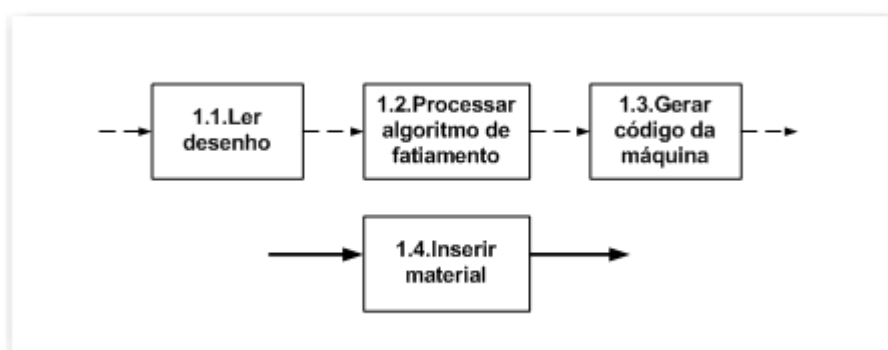 1.1.Ler
desenho
1.2.Processar
algoritmo de
fatiamento
1.3.Gerar
código da
máquina
1.4.Inserir
material